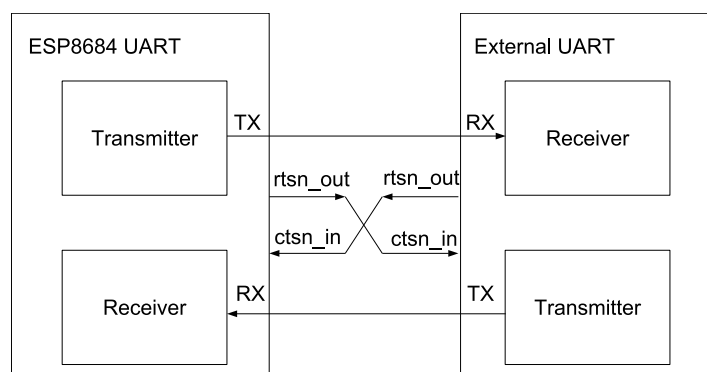 ESP8684 UART
External UART
Transmitter
TX
RX
Receiver
rtsn_out
rtsn_out
ctsn_in
ctsn_in
Receiver
RX
TX
Transmitter